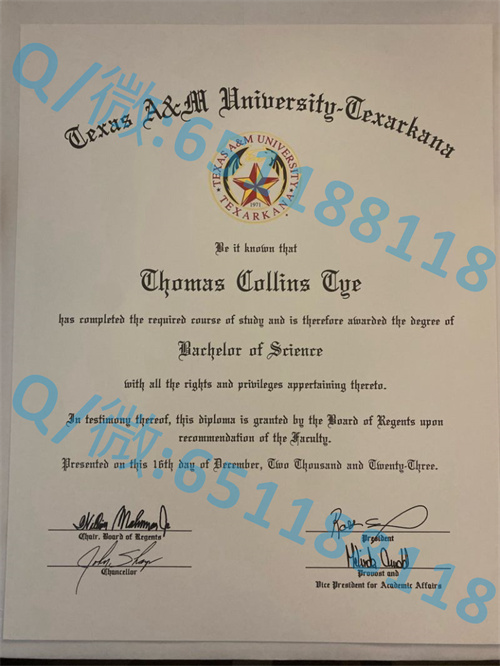 Texas A&M University-Texarkana
TEXAS A&M UNIVERSITY
TEXARKANA
1971
Be it known that
Thomas Collins Tye
has completed the required course of study and is therefore awarded the degree of
Bachelor of Science
with all the rights and privileges appertaining thereto.
In testimony thereof, this diploma is granted by the Board of Regents upon
recommendation of the Faculty.
Presented on this 16th day of December, Two Thousand and Twenty-Three.
Chair, Board of Regents
President
Chancellor
Provost and
Vice President for Academic Affairs
Q/微:651188118
Q/微:651188118